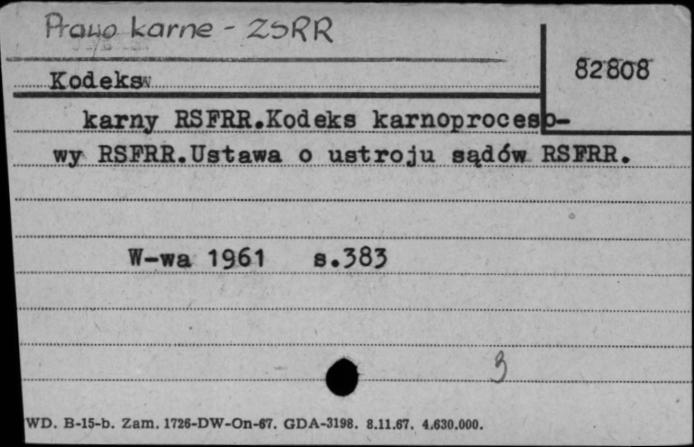 Prawo karne - ZSRR
82808
Kodeks
karny RSFRR.Kodeks karnoproceso-
wy RSFRR.Ustawa o ustroju sądów RSFRR.
W-wa 1961 s.383
3
WD. B-15-b. Zam. 1726-DW-On-67. GDA-3198. 8.11.67. 4.630.000.